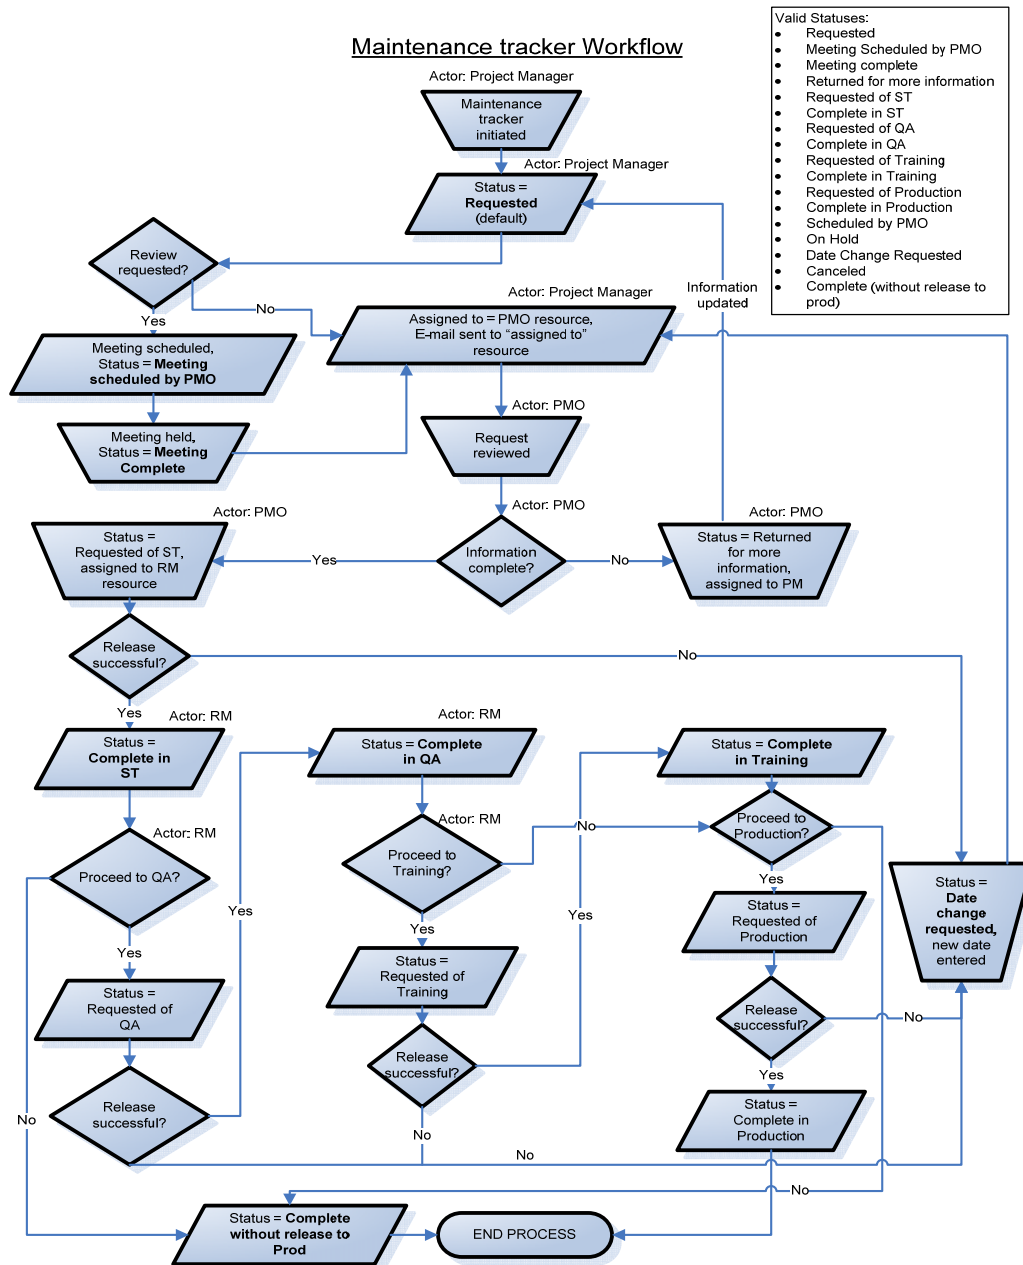 Maintenance tracker Workflow
Valid Statuses:
• Requested
• Meeting Scheduled by PMO
• Meeting complete
• Returned for more information
• Requested of ST
• Complete in ST
• Requested of QA
• Complete in QA
• Requested of Training
• Complete in Training
• Requested of Production
• Complete in Production
• Scheduled by PMO
• On Hold
• Date Change Requested
• Canceled
• Complete (without release to
prod)
Actor: Project Manager
Maintenance
tracker
initiated
Actor: Project Manager
Status =
Requested
(default)
Review
requested?
No
Yes
Information
updated
Actor: Project Manager
Assigned to = PMO resource,
E-mail sent to “assigned to”
resource
Meeting scheduled,
Status = Meeting
scheduled by PMO
Meeting held,
Status = Meeting
Complete
Actor: PMO
Request
reviewed
Actor: PMO
Information
complete?
Yes
No
Actor: PMO
Status =
Requested of ST,
assigned to RM
resource
Actor: PMO
Status = Returned
for more
information,
assigned to PM
Release
successful?
No
Yes
Actor: RM
Status =
Complete in
ST
Actor: RM
Status = Complete
in QA
Status = Complete
in Training
Actor: RM
Proceed to QA?
Actor: RM
Proceed to
Training?
No
Proceed to
Production?
Yes
Yes
Yes
Yes
Yes
Status =
Date
change
requested,
new date
entered
Status =
Requested of
QA
Status =
Requested of
Training
Status =
Requested of
Production
Release
successful?
No
Release
successful?
No
Release
successful?
No
Yes
No
Status =
Complete in
Production
No
Status = Complete
without release to
Prod
END PROCESS